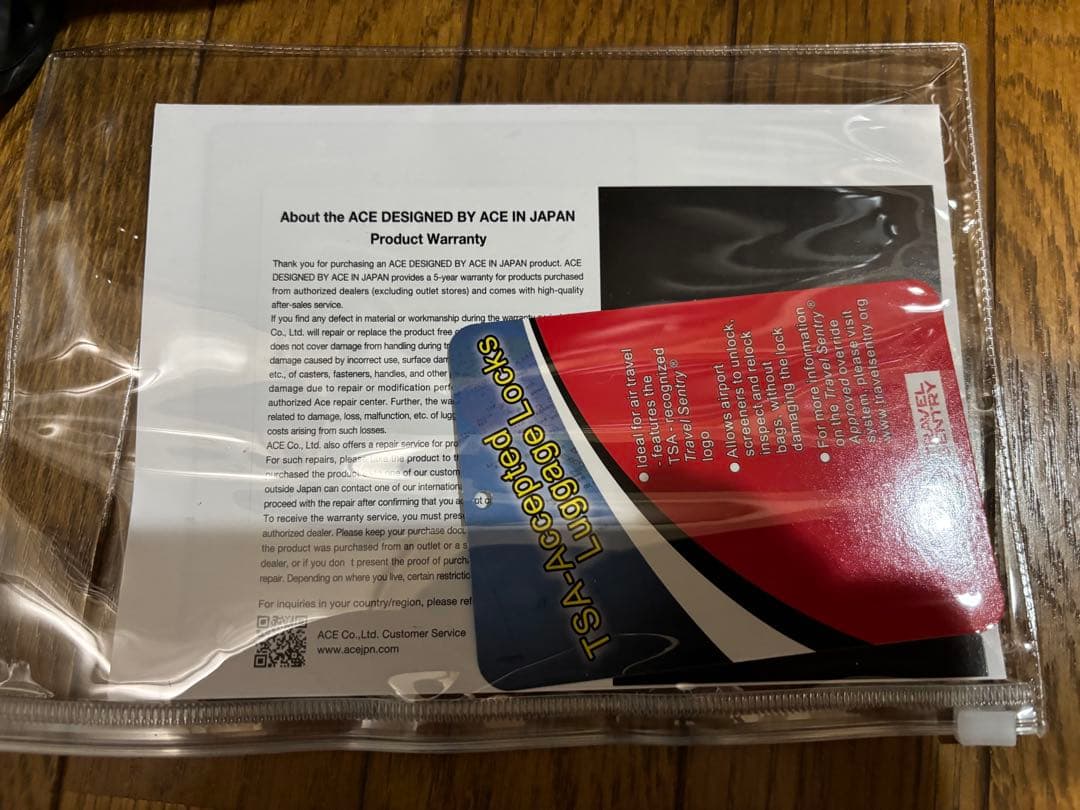 About the ACE DESIGNED BY ACE IN JAPAN
Product Warranty
Thank you for purchasing an ACE DESIGNED BY ACE IN JAPAN product. ACE
DESIGNED BY ACE IN JAPAN provides a 5-year warranty for products purchased
from authorized dealers (excluding outlet stores) and comes with high-quality
after-sales service.
If you find any defect in material or workmanship during the warranty
Co., Ltd. will repair or replace the product free
does not cover damage from handling during
damage caused by incorrect use, surface
etc., of casters, fasteners, handles, and other
damage due to repair or modification
authorized Ace repair center. Further, the
related to damage, loss, malfunction, etc. of
costs arising from such losses.
ACE Co., Ltd. also offers a repair service for
For such repairs, please the product to
purchased the product one of our
outside Japan can contact one of our
proceed with the repair after confirming that you
To receive the warranty service, you must
authorized dealer. Please keep your purchase
the product was purchased from an outlet or a
dealer, or if you don t present the proof of
repair. Depending on where you live, certain
For inquiries in your country/region, please
ACE Co.,Ltd. Customer Service
www.acejpn.com
TSA-Accepted
Luggage Locks
● Ideal for air travel
- features the
TSA - recognized
Travel Sentry®
logo
● Allows airport
screeners to unlock,
inspect and relock
bags without
damaging the lock
● For more information
on the Travel Sentry®
Approved override
system, please visit
www.travelsentry.org
TRAVEL
SENTRY